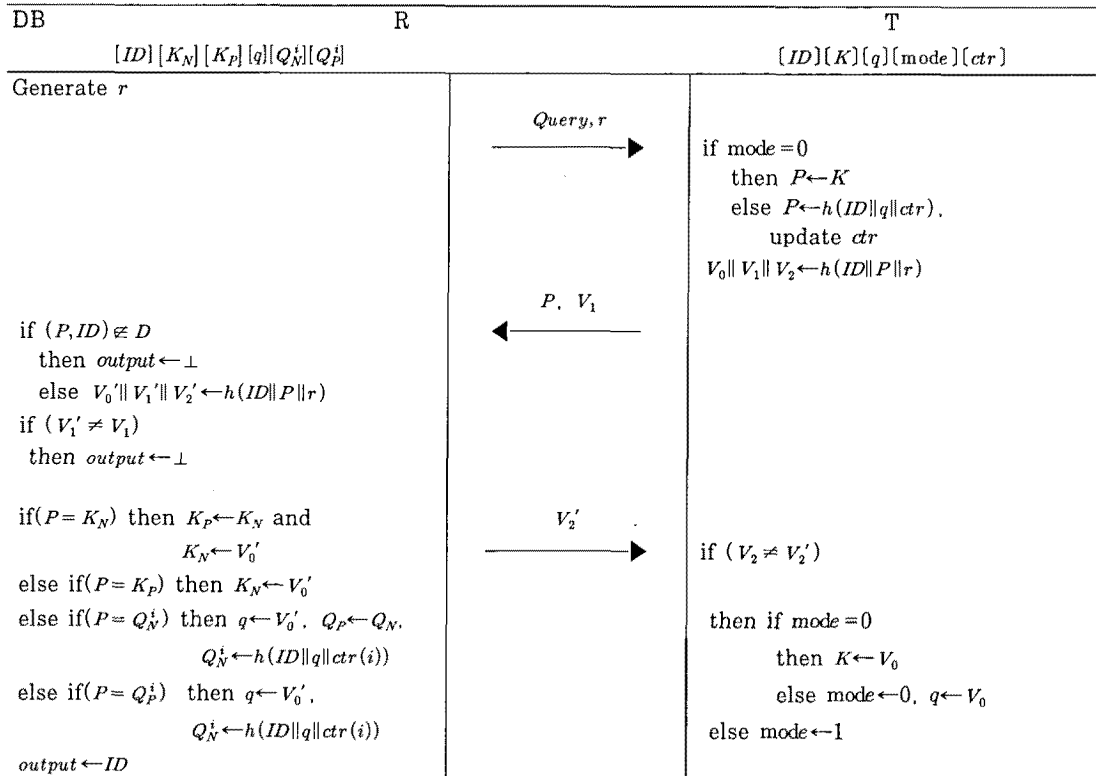 DB R T
[ID][K_N][K_P][q][Q_N^i][Q_P^i]
[ID][K][q][mode][ctr]
Generate r
Query, r
if mode=0
then P←K
else P←h(ID‖q‖ctr),
update ctr
V_0‖V_1‖V_2←h(ID‖P‖r)
P, V_1
if (P,ID)∉D
then output←⊥
else V_0'‖V_1'‖V_2'←h(ID‖P‖r)
if (V_1' ≠ V_1)
then output←⊥
if(P=K_N) then K_P←K_N and
K_N←V_0'
else if(P=K_P) then K_N←V_0'
else if(P=Q_N^i) then q←V_0', Q_P←Q_N,
Q_N^i←h(ID‖q‖ctr(i))
else if(P=Q_P^i) then q←V_0',
Q_N^i←h(ID‖q‖ctr(i))
output←ID
V_2'
if (V_2 ≠ V_2')
then if mode=0
then K←V_0
else mode←0, q←V_0
else mode←1